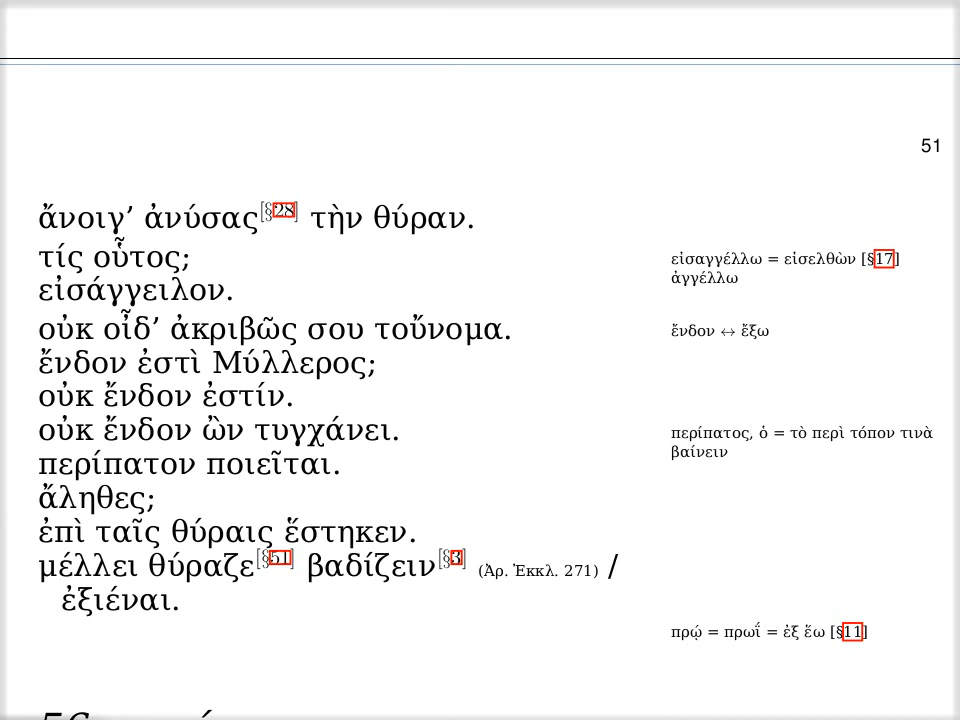 51
ἄνοιγ’ ἀνύσας[§28] τὴν θύραν.
τίς οὗτος;
εἰσάγγειλον.
οὐκ οἶδ’ ἀκριβῶς σου τοὔνομα.
ἔνδον ἐστὶ Μύλλερος;
οὐκ ἔνδον ἐστίν.
οὐκ ἔνδον ὢν τυγχάνει.
περίπατον ποιεῖται.
ἄληθες;
ἐπὶ ταῖς θύραις ἕστηκεν.
μέλλει θύραζε[§51] βαδίζειν[§3] (Ἀρ. Ἐκκλ. 271) /
ἐξιέναι.
εἰσαγγέλλω = εἰσελθὼν [§17]
ἀγγέλλω
ἔνδον ↔ ἔξω
περίπατος, ὁ = τὸ περὶ τόπον τινὰ
βαίνειν
πρῴ = πρωΐ = ἐξ ἕω [§11]